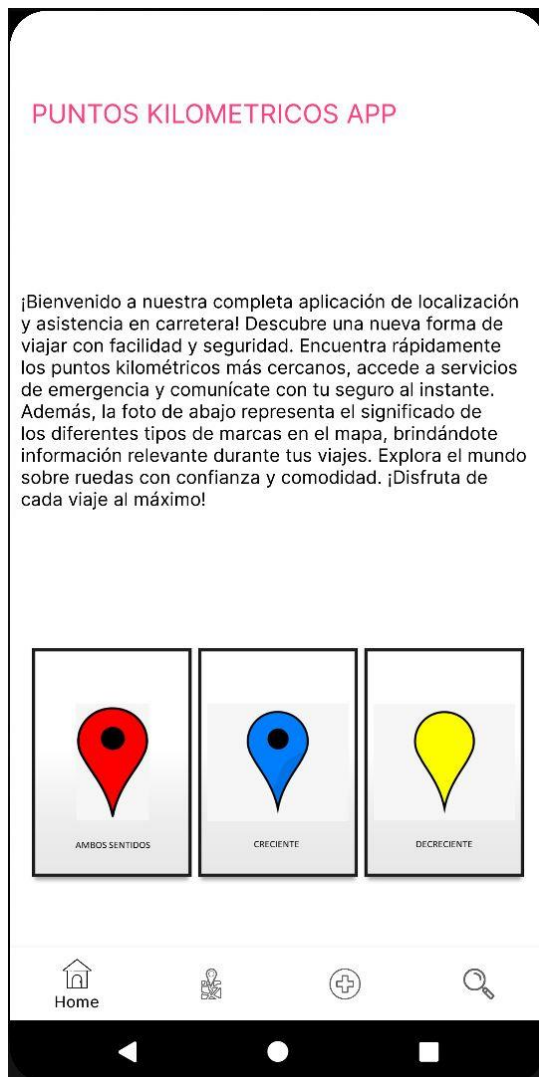 PUNTOS KILOMETRICOS APP
¡Bienvenido a nuestra completa aplicación de localización
y asistencia en carretera! Descubre una nueva forma de
viajar con facilidad y seguridad. Encuentra rápidamente
los puntos kilométricos más cercanos, accede a servicios
de emergencia y comunícate con tu seguro al instante.
Además, la foto de abajo representa el significado de
los diferentes tipos de marcas en el mapa, brindándote
información relevante durante tus viajes. Explora el mundo
sobre ruedas con confianza y comodidad. ¡Disfruta de
cada viaje al máximo!
AMBOS SENTIDOS
CRECIENTE
DECRECIENTE
Home